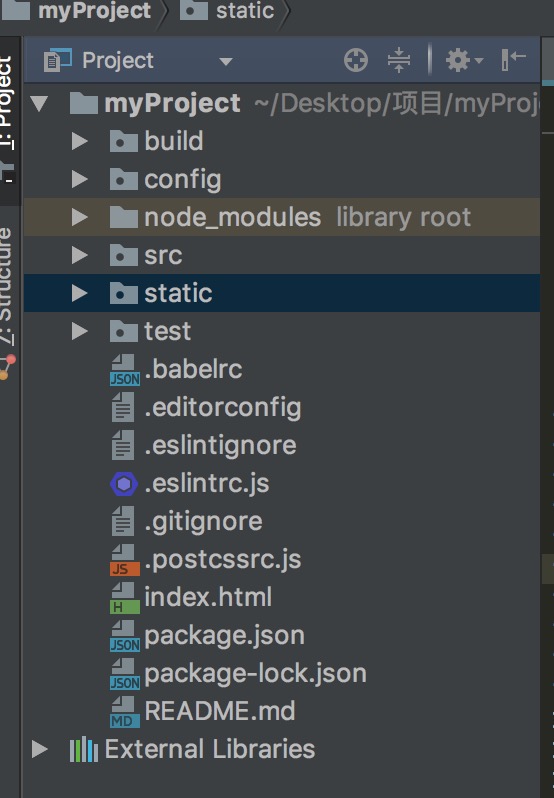 myProject static
1: Project
Project
myProject ~/Desktop/项目/myProj
build
config
node_modules library root
src
static
7: Structure
test
JSON .babelrc
.editorconfig
.eslintignore
.eslintrc.js
.gitignore
JS .postcssrc.js
H index.html
JSON package.json
JSON package-lock.json
MD README.md
External Libraries